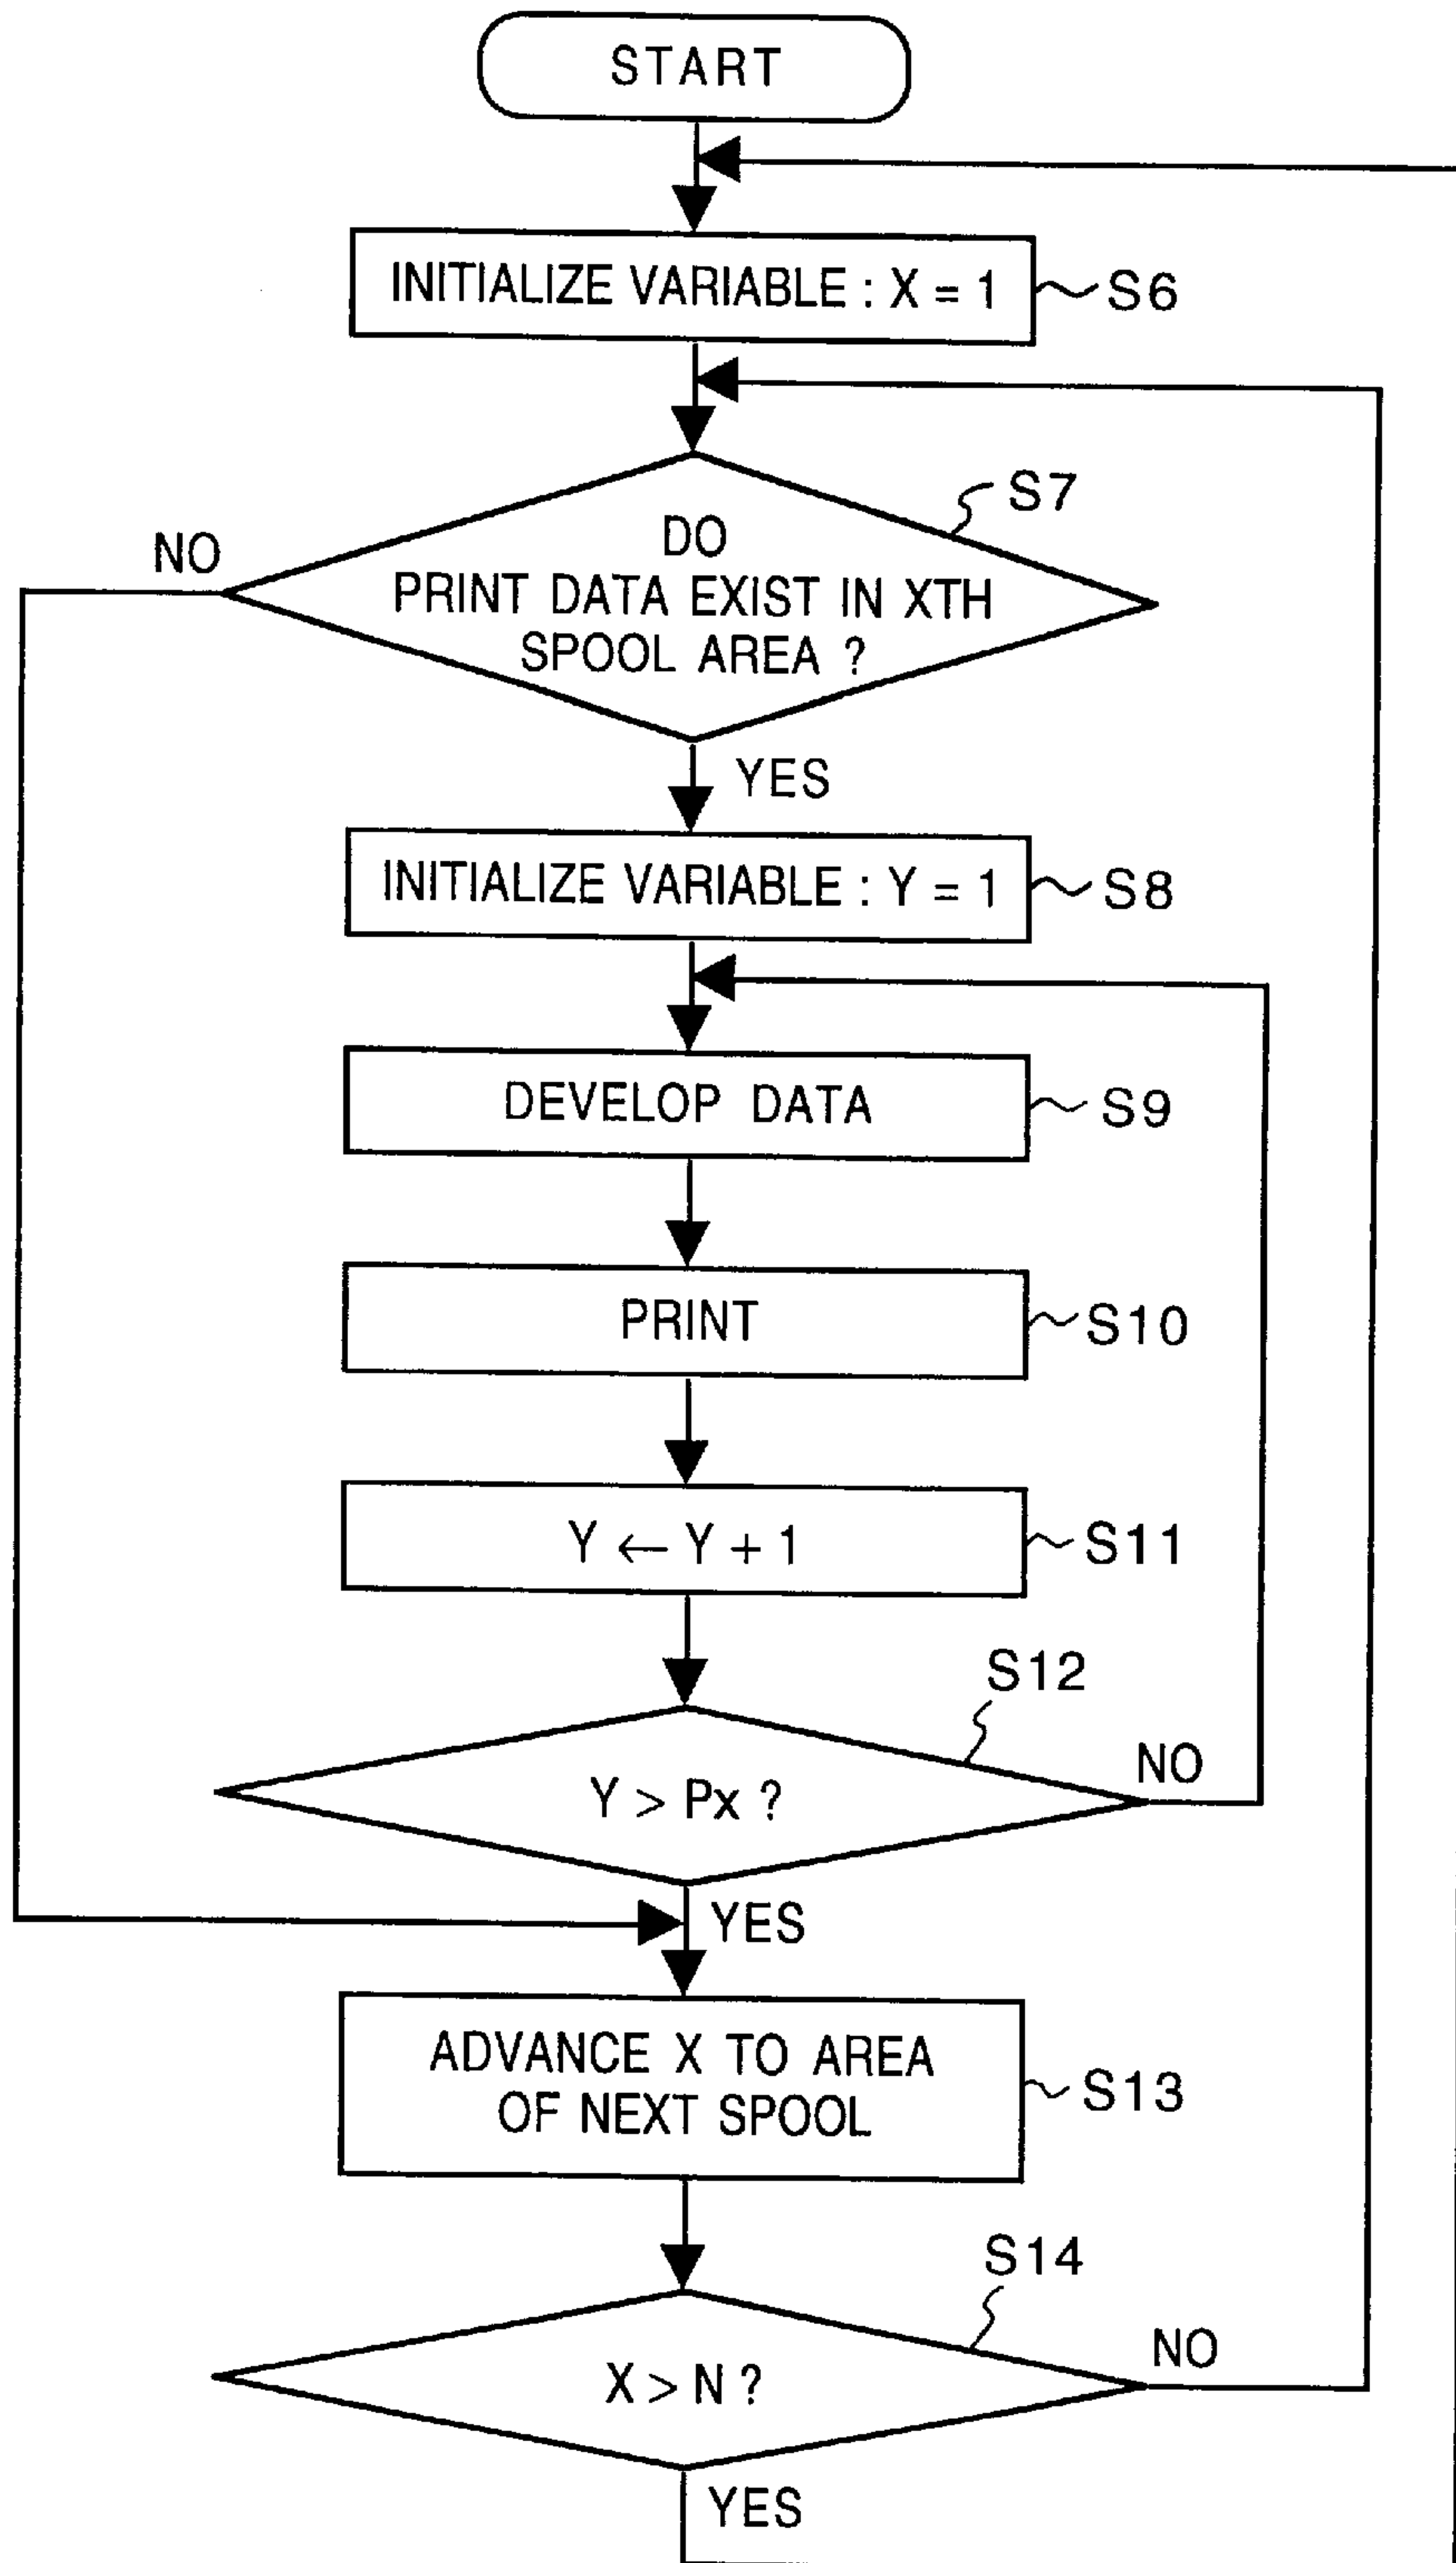 START
INITIALIZE VARIABLE : X = 1
S6
S7
NO
DO
PRINT DATA EXIST IN XTH
SPOOL AREA ?
YES
INITIALIZE VARIABLE : Y = 1
S8
DEVELOP DATA
S9
PRINT
S10
Y ← Y + 1
S11
S12
Y > Px ?
NO
YES
ADVANCE X TO AREA
OF NEXT SPOOL
S13
S14
X > N ?
NO
YES